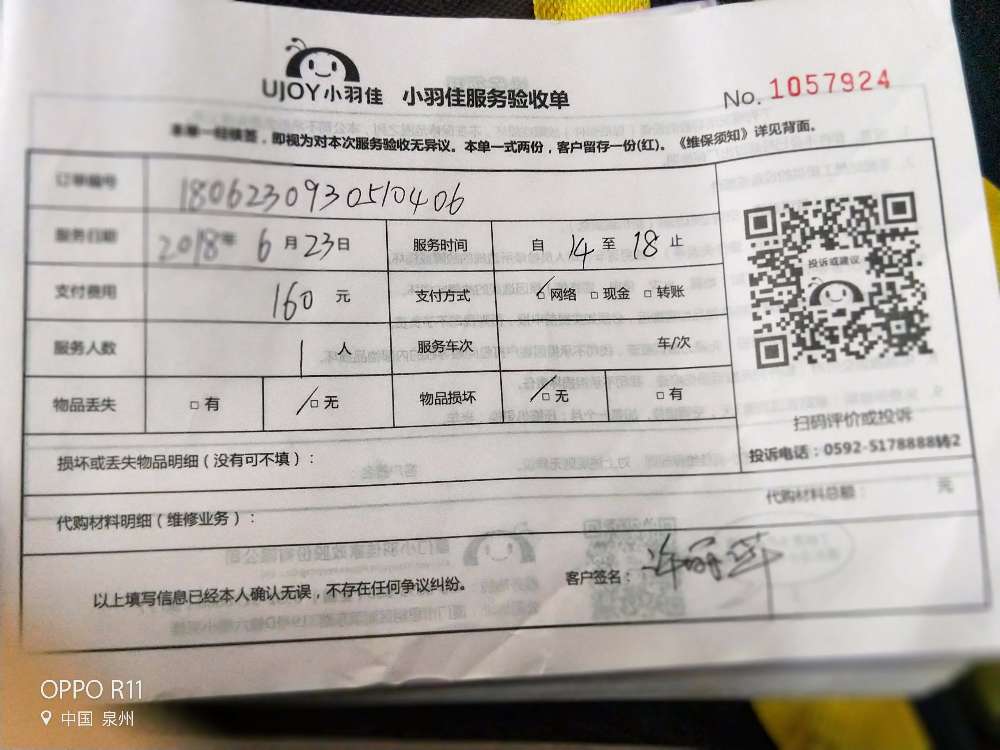 UJOY小羽佳 小羽佳服务验收单 No. 1057924
本单一经签署，即视为对本次服务验收无异议。本单一式两份，客户留存一份(红)。《维保须知》详见背面。
订单编号 1806230930510406
服务日期 2018年 6月23日 服务时间 自 14 至 18 止
支付费用 160 元 支付方式 □网络 □现金 □转账
服务人数 1 人 服务车次 车/次
物品丢失 □有 □无 物品损坏 □无 □有
投诉或建议
扫码评价或投诉
投诉电话：0592-5178888转2
损坏或丢失物品明细（没有可不填）：
代购材料明细（维修业务）： 代购材料总额： 元
以上填写信息已经本人确认无误，不存在任何争议纠纷。 客户签名：
OPPO R11
中国 泉州